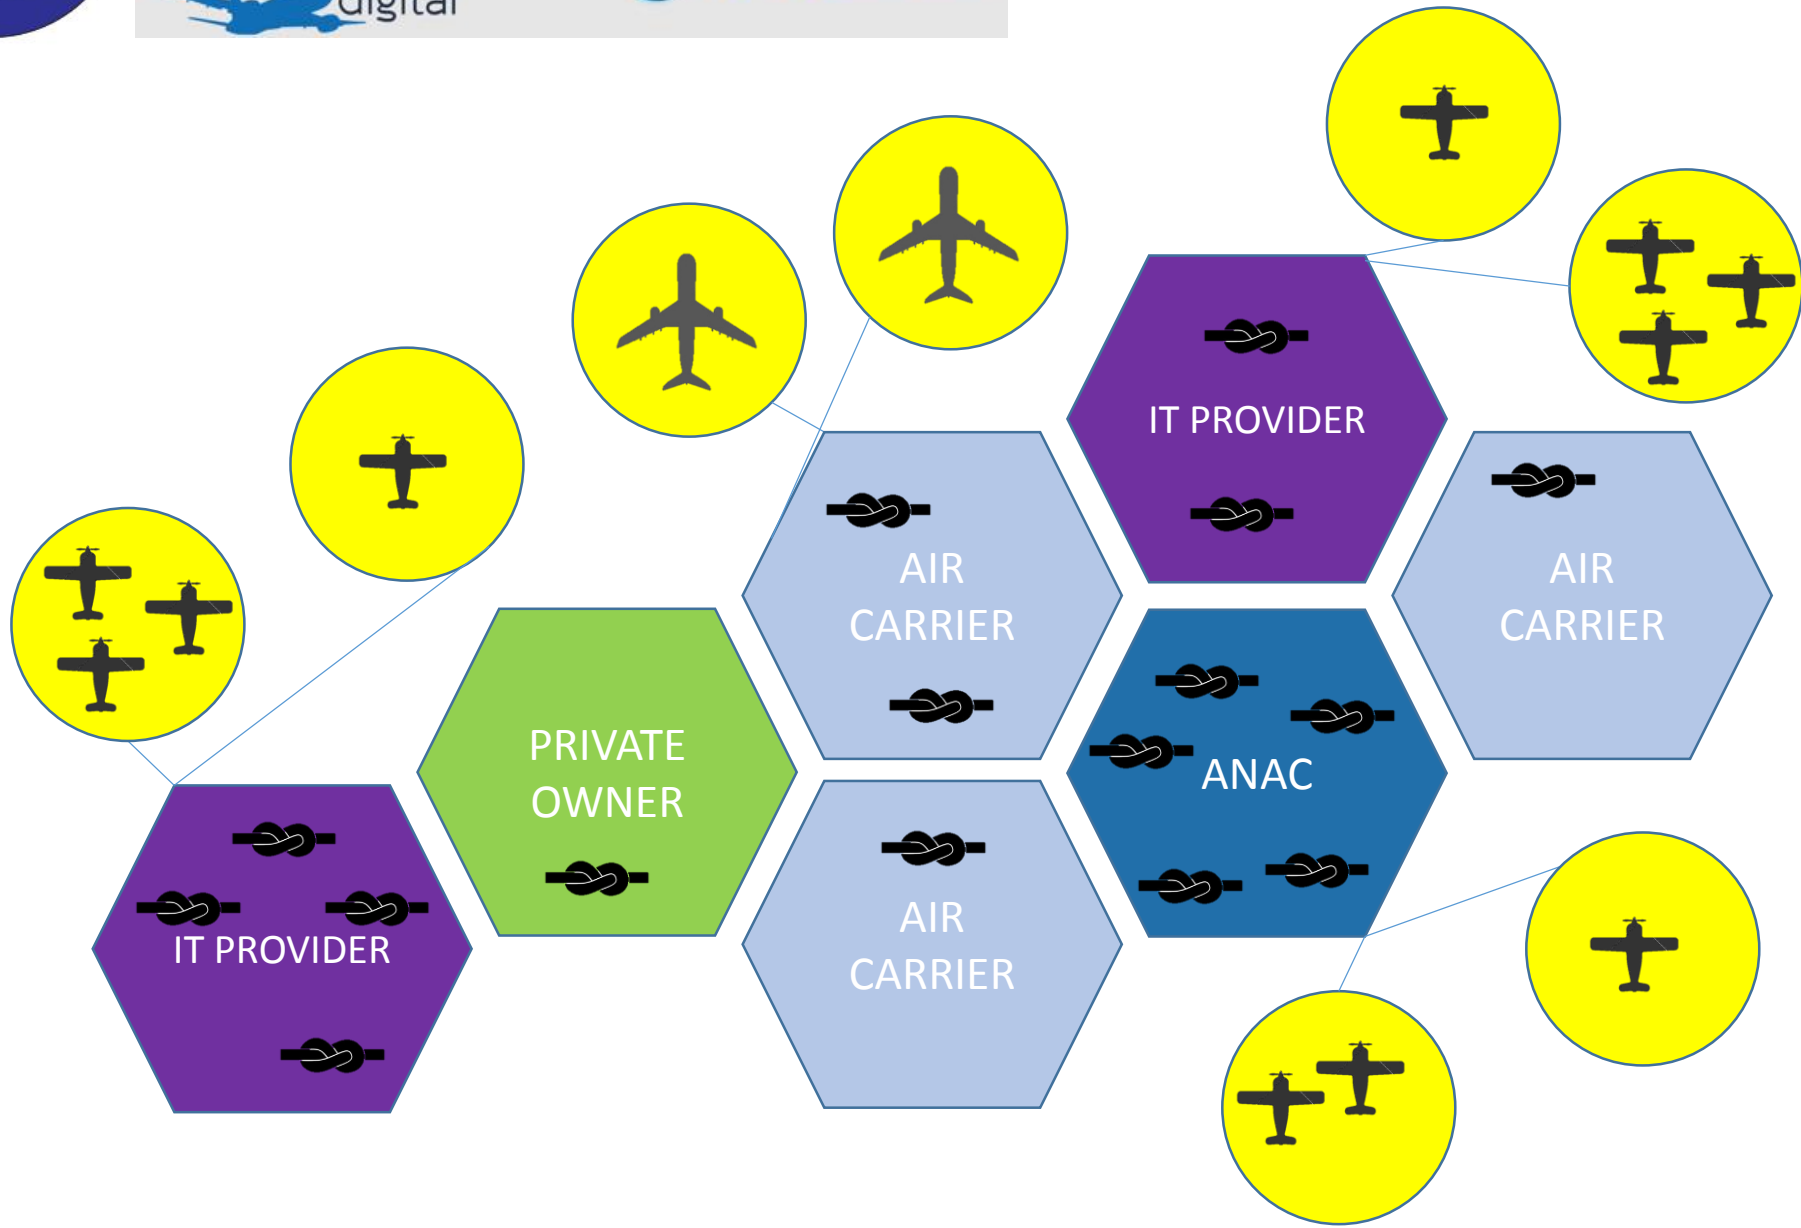 digital
IT PROVIDER
AIR
CARRIER
AIR
CARRIER
PRIVATE
OWNER
ANAC
AIR
CARRIER
IT PROVIDER